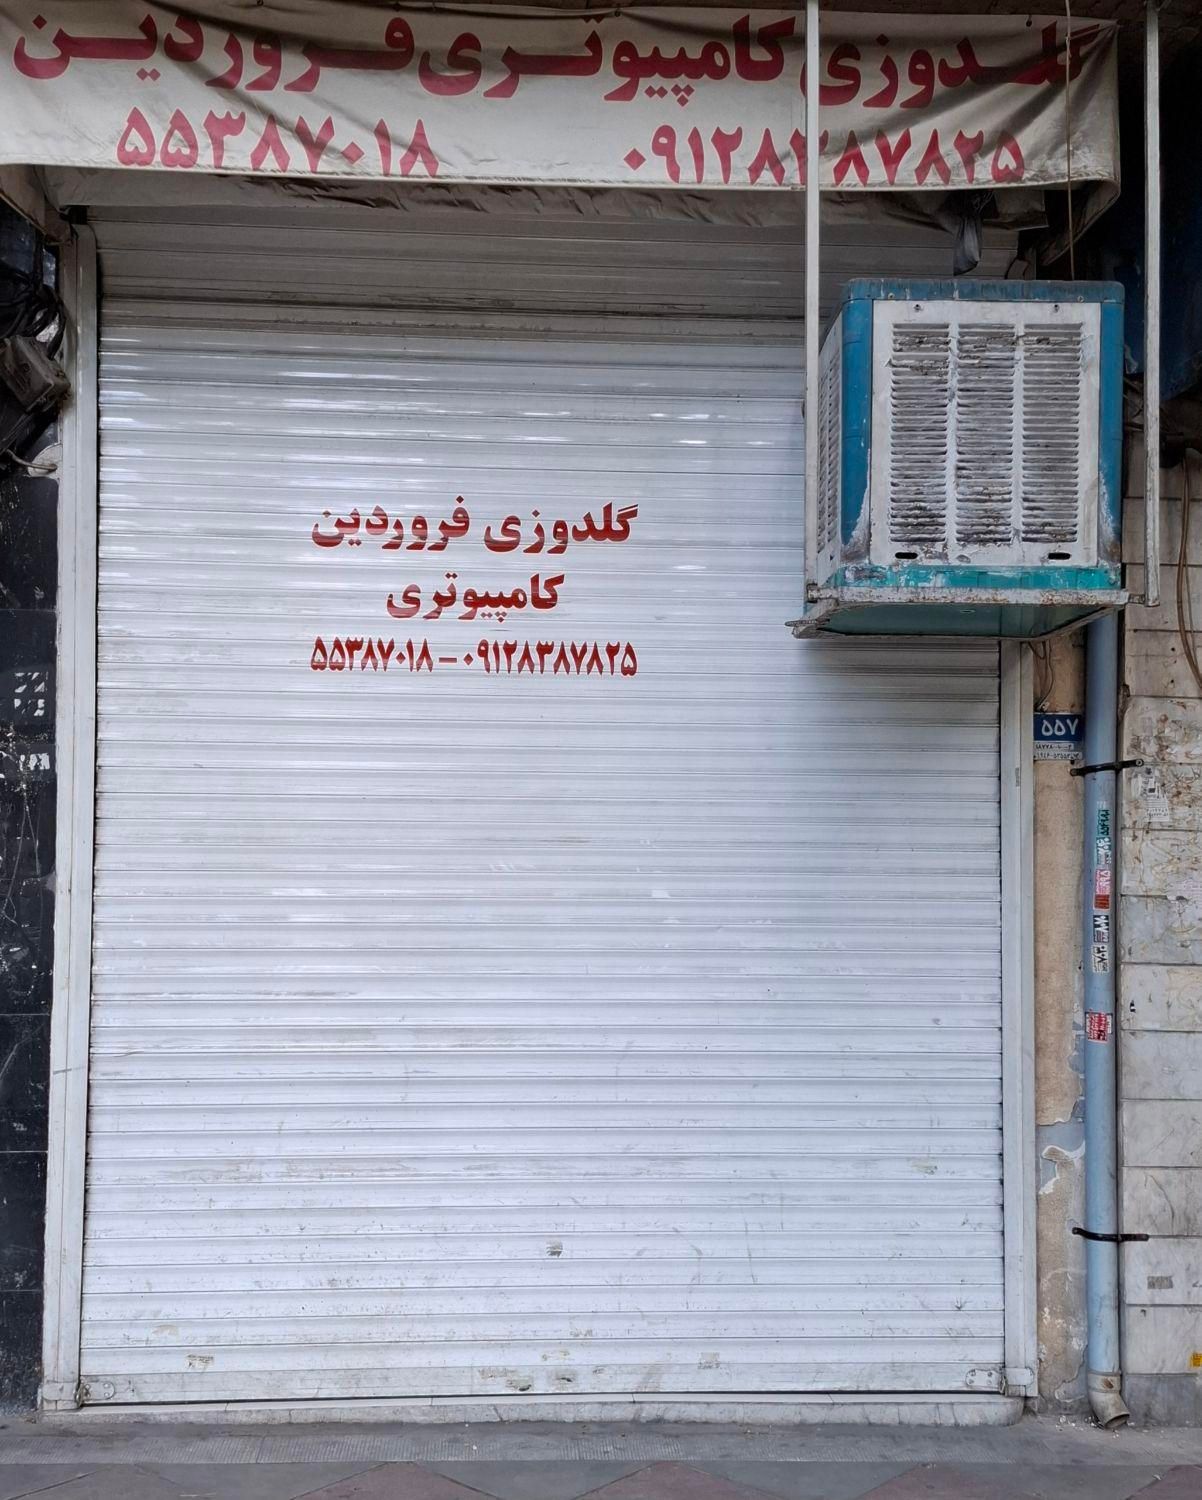 گلدوزی کامپیوتری فروردین
۰۹۱۲۸۳۸۷۸۲۵ ۵۵۳۸۷۰۱۸
گلدوزی فروردین
کامپیوتری
۵۵۳۸۷۰۱۸ – ۰۹۱۲۸۳۸۷۸۲۵
۵۵۷